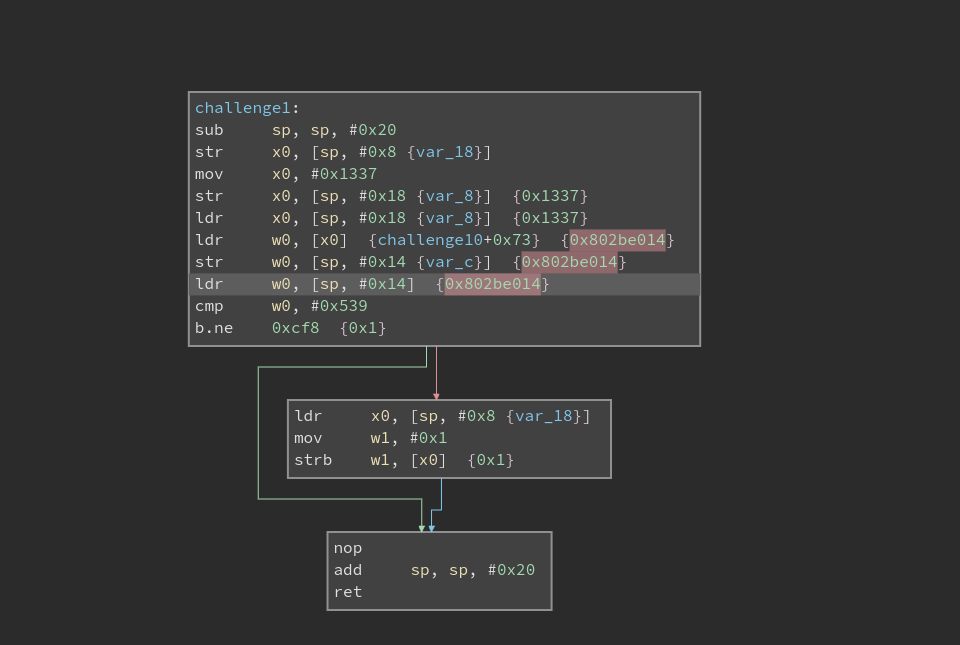 challenge1:
sub sp, sp, #0x20
str x0, [sp, #0x8 {var_18}]
mov x0, #0x1337
str x0, [sp, #0x18 {var_8}] {0x1337}
ldr x0, [sp, #0x18 {var_8}] {0x1337}
ldr w0, [x0] {challenge10+0x73} {0x802be014}
str w0, [sp, #0x14 {var_c}] {0x802be014}
ldr w0, [sp, #0x14] {0x802be014}
cmp w0, #0x539
b.ne 0xcf8 {0x1}
ldr x0, [sp, #0x8 {var_18}]
mov w1, #0x1
strb w1, [x0] {0x1}
nop
add sp, sp, #0x20
ret